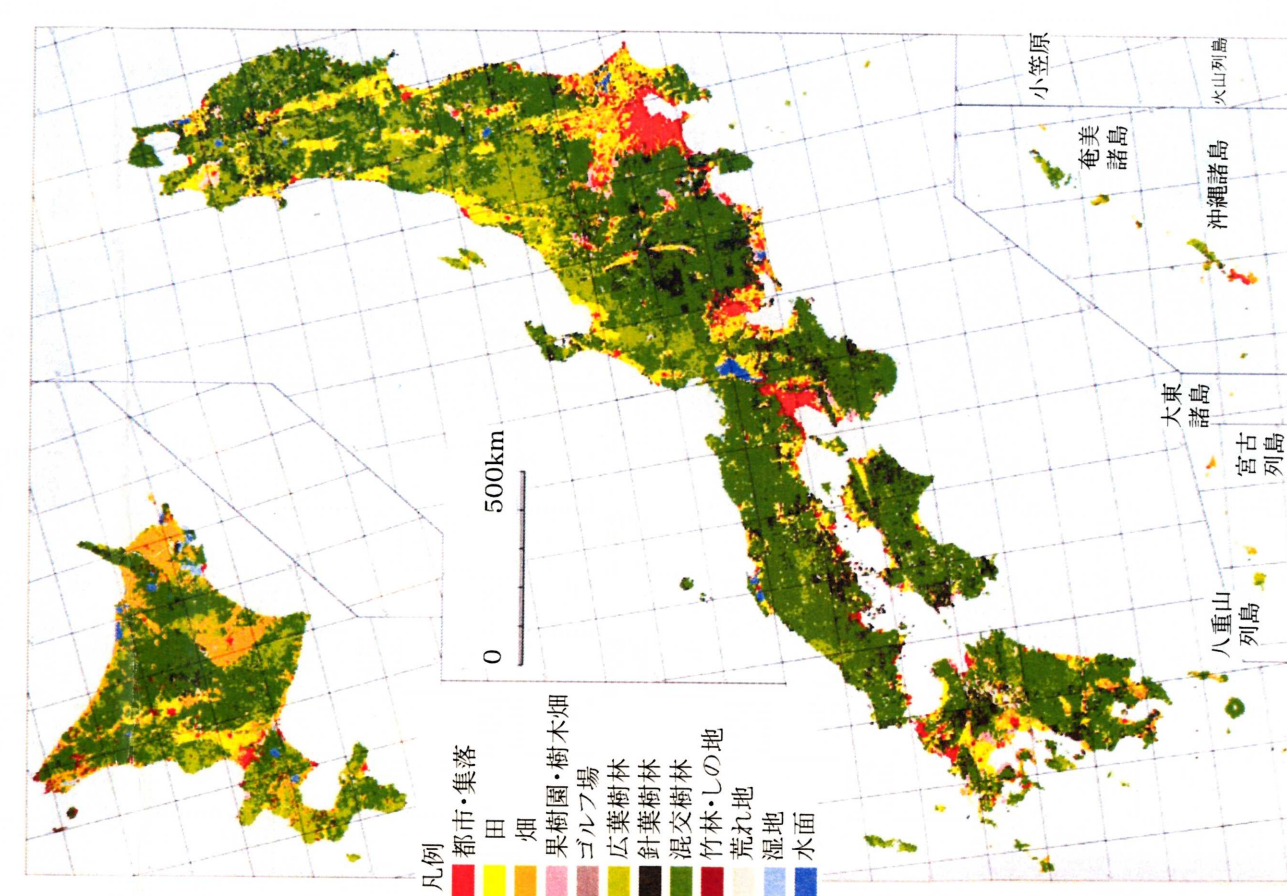 凡例
都市・集落
田
畑
果樹園・樹木畑
ゴルフ場
広葉樹林
針葉樹林
混交樹林
竹林・しの地
荒れ地
湿地
水面
0
500km
小笠原
火山列島
奄美
諸島
沖縄諸島
大東
諸島
宮古
列島
八重山
列島